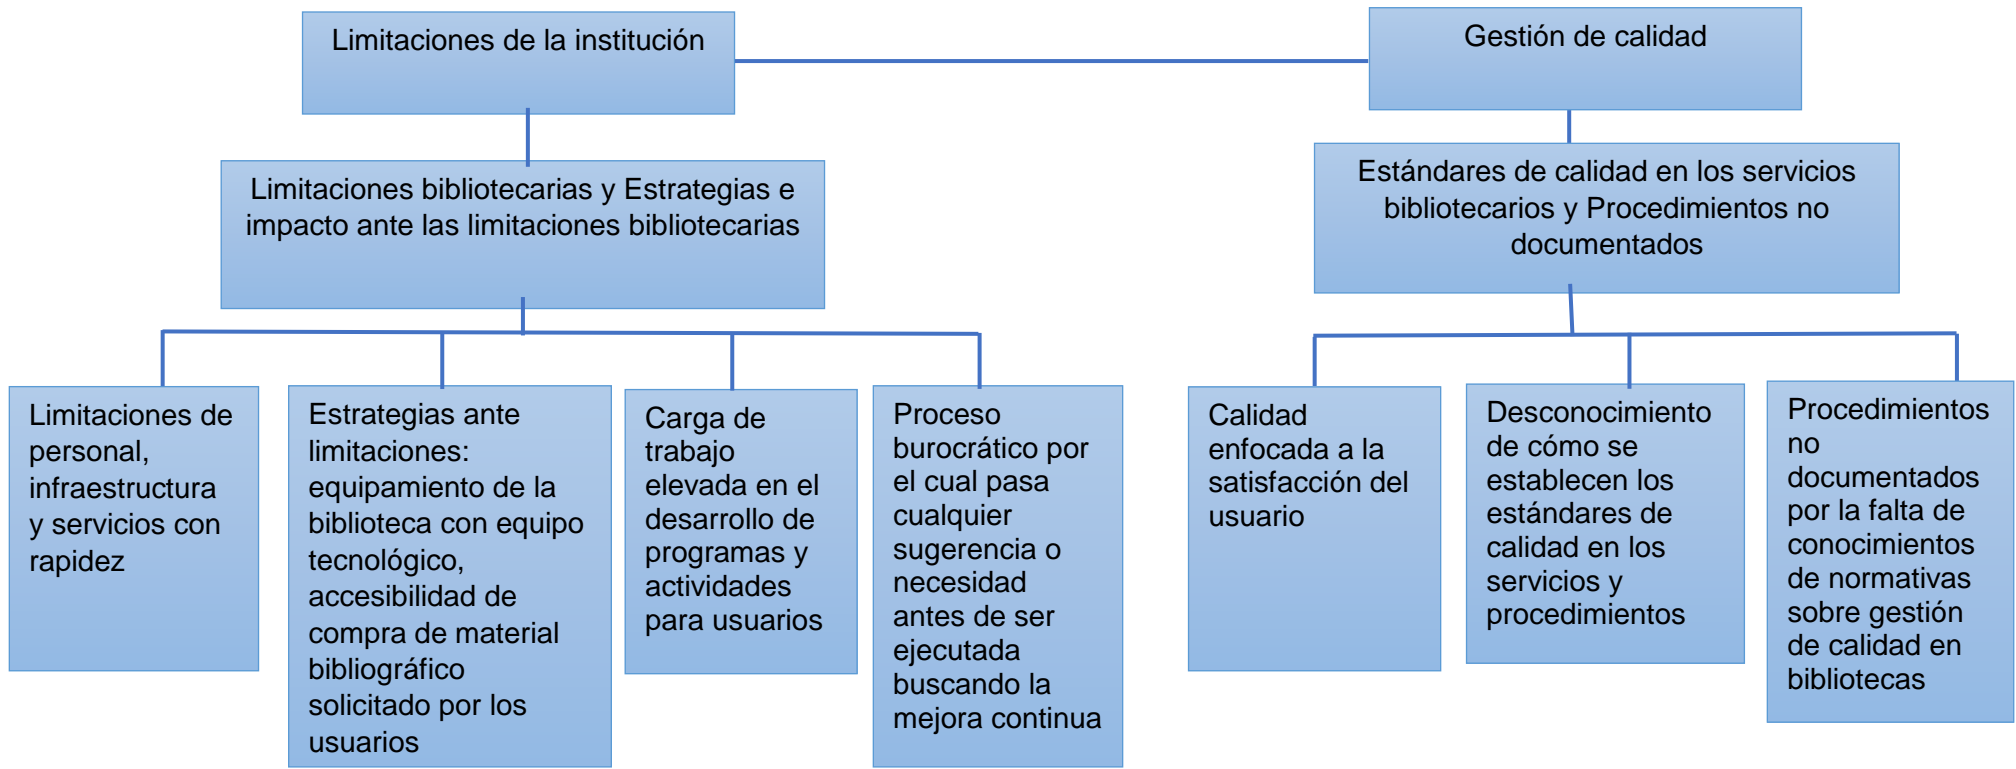 Limitaciones de la institución
Gestión de calidad
Limitaciones bibliotecarias y Estrategias e
impacto ante las limitaciones bibliotecarias
Estándares de calidad en los servicios
bibliotecarios y Procedimientos no
documentados
Limitaciones de
personal,
infraestructura
y servicios con
rapidez
Estrategias ante
limitaciones:
equipamiento de la
biblioteca con equipo
tecnológico,
accesibilidad de
compra de material
bibliográfico
solicitado por los
usuarios
Carga de
trabajo
elevada en el
desarrollo de
programas y
actividades
para usuarios
Proceso
burocrático por
el cual pasa
cualquier
sugerencia o
necesidad
antes de ser
ejecutada
buscando la
mejora continua
Calidad
enfocada a la
satisfacción del
usuario
Desconocimiento
de cómo se
establecen los
estándares de
calidad en los
servicios y
procedimientos
Procedimientos
no
documentados
por la falta de
conocimientos
de normativas
sobre gestión
de calidad en
bibliotecas